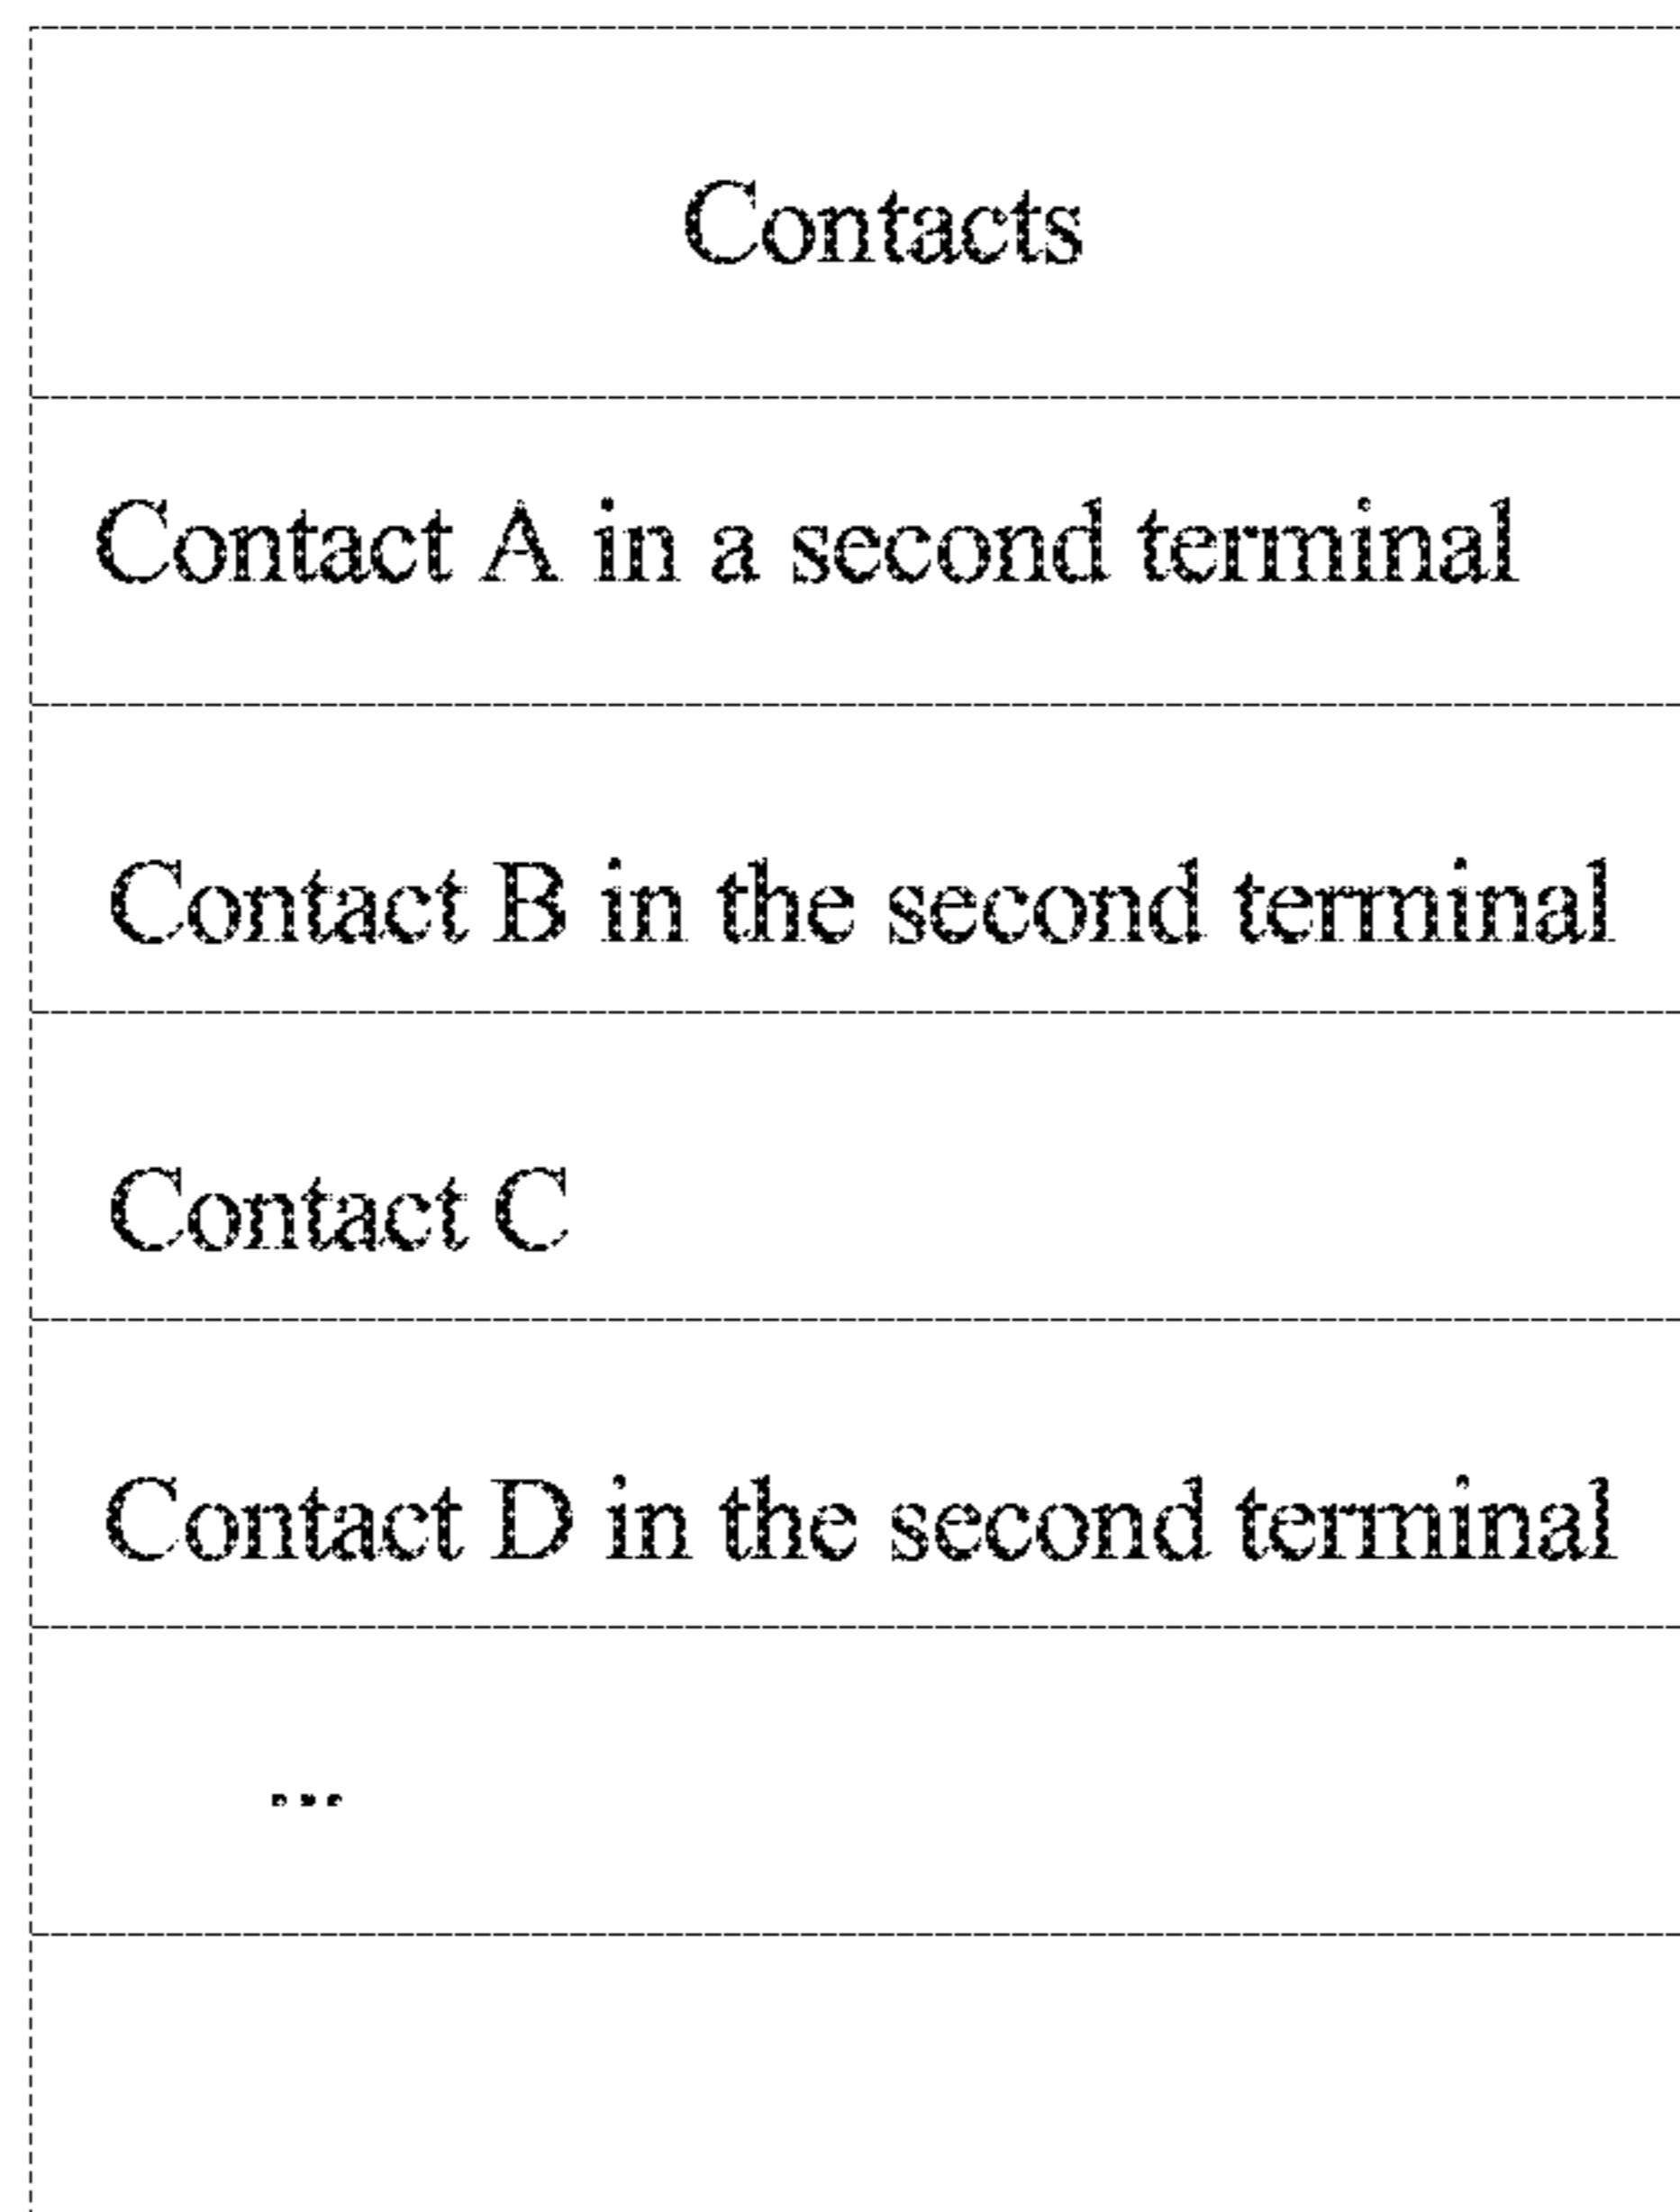 Contacts
Contact A in a second terminal
Contact B in the second terminal
Contact C
Contact D in the second terminal
...